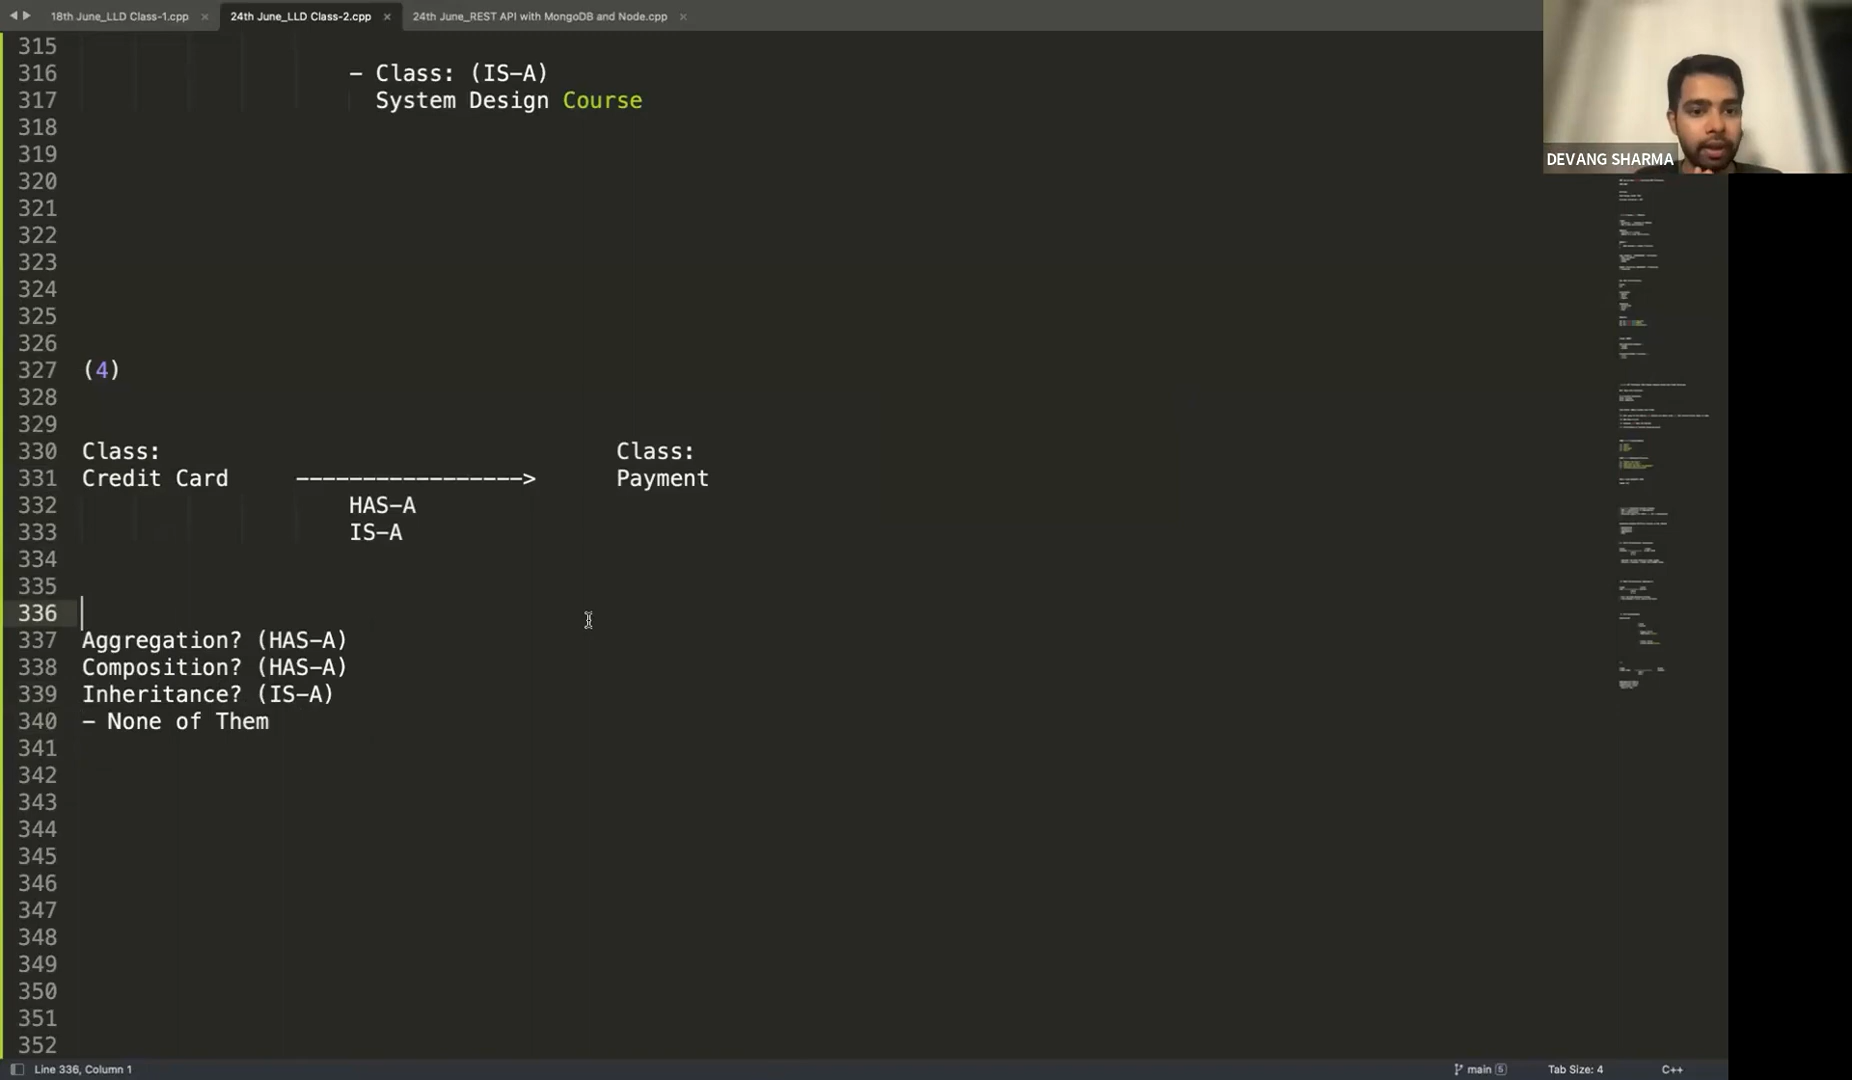 18th June_LLD Class-1.cpp
24th June_LLD Class-2.cpp
24th June_REST API with MongoDB and Node.cpp
DEVANG SHARMA
315
316 - Class: (IS-A)
317 System Design Course
318
319
320
321
322
323
324
325
326
327 (4)
328
329
330 Class: Class:
331 Credit Card -----------------> Payment
332 HAS-A
333 IS-A
334
335
336
337 Aggregation? (HAS-A)
338 Composition? (HAS-A)
339 Inheritance? (IS-A)
340 - None of Them
341
342
343
344
345
346
347
348
349
350
351
352
Line 336, Column 1
main 5
Tab Size: 4
C++